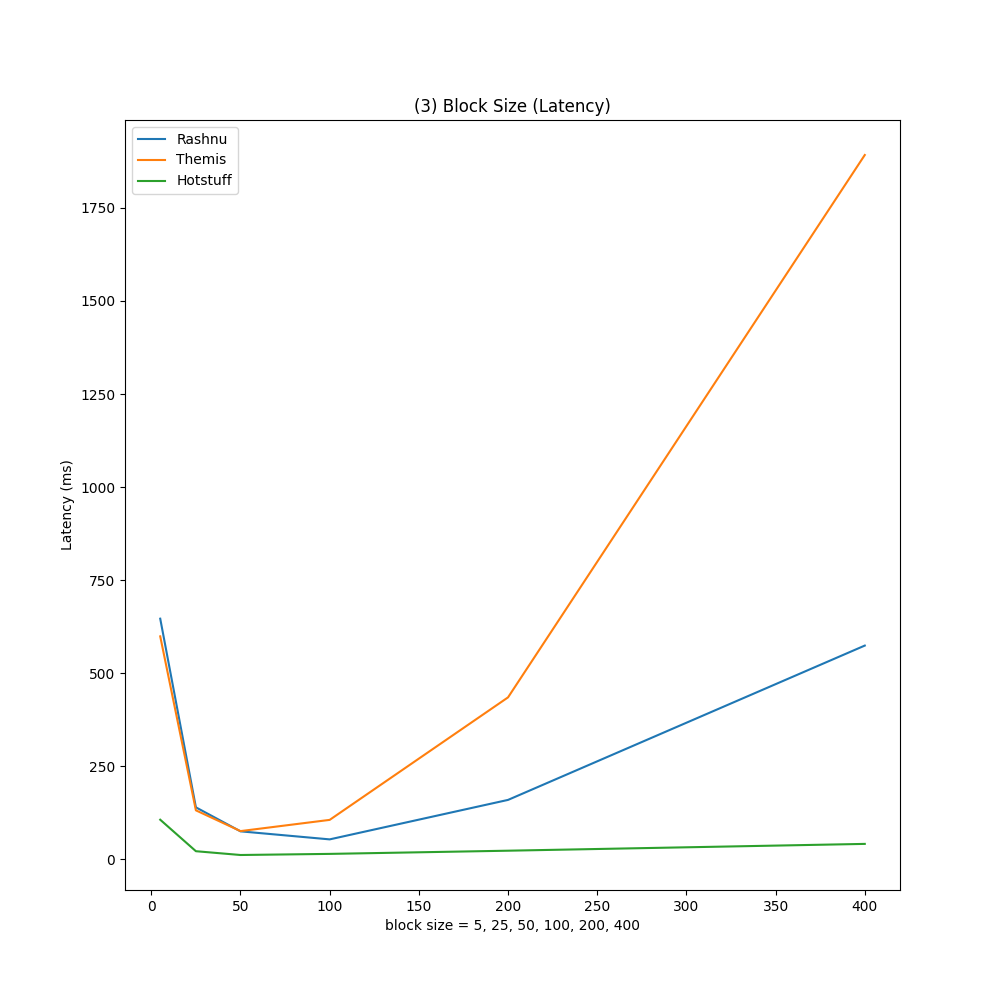 (3) Block Size (Latency)
Rashnu
Themis
Hotstuff
1750
1500
1250
1000
750
500
250
0
Latency (ms)
0 50 100 150 200 250 300 350 400
block size = 5, 25, 50, 100, 200, 400